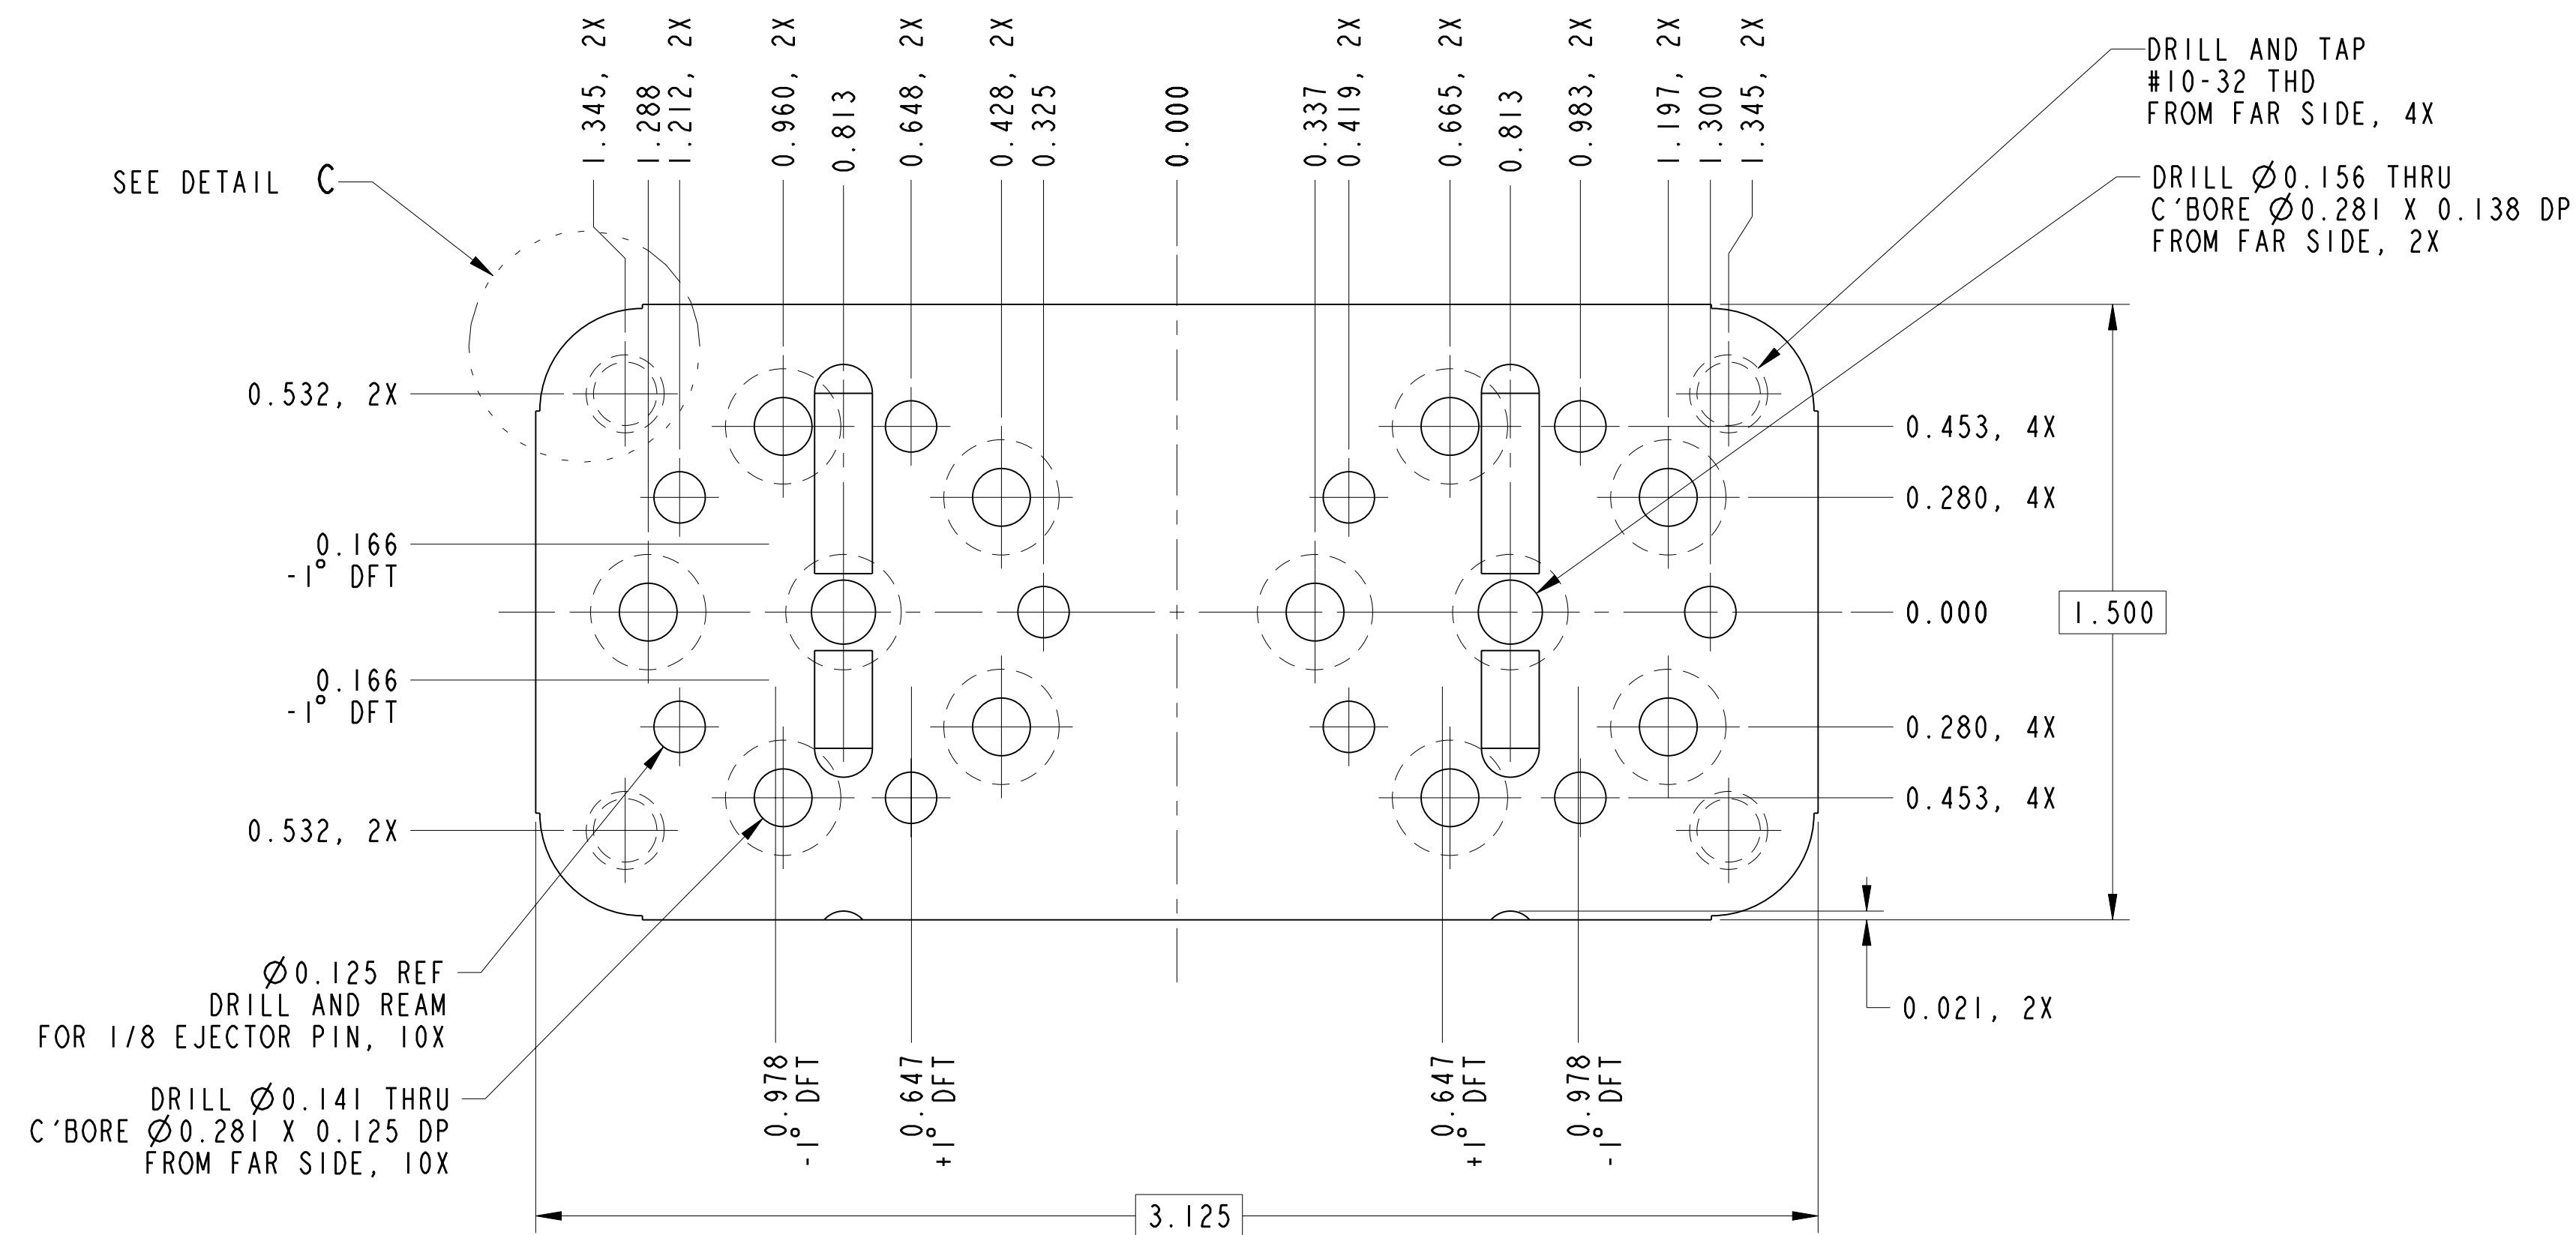 1.345, 2X
1.288
1.212, 2X
0.960, 2X
0.813
0.648, 2X
0.428, 2X
0.325
0.000
0.337
0.419, 2X
0.665, 2X
0.813
0.983, 2X
1.197, 2X
1.300
1.345, 2X
DRILL AND TAP
#10-32 THD
FROM FAR SIDE, 4X
DRILL Ø0.156 THRU
C'BORE Ø0.281 X 0.138 DP
FROM FAR SIDE, 2X
SEE DETAIL C
0.532, 2X
0.166
-1° DFT
0.166
-1° DFT
0.532, 2X
0.453, 4X
0.280, 4X
0.000
0.280, 4X
0.453, 4X
1.500
0.021, 2X
Ø0.125 REF
DRILL AND REAM
FOR 1/8 EJECTOR PIN, 10X
DRILL Ø0.141 THRU
C'BORE Ø0.281 X 0.125 DP
FROM FAR SIDE, 10X
0.978
-1° DFT
0.647
+1° DFT
0.647
+1° DFT
0.978
-1° DFT
3.125